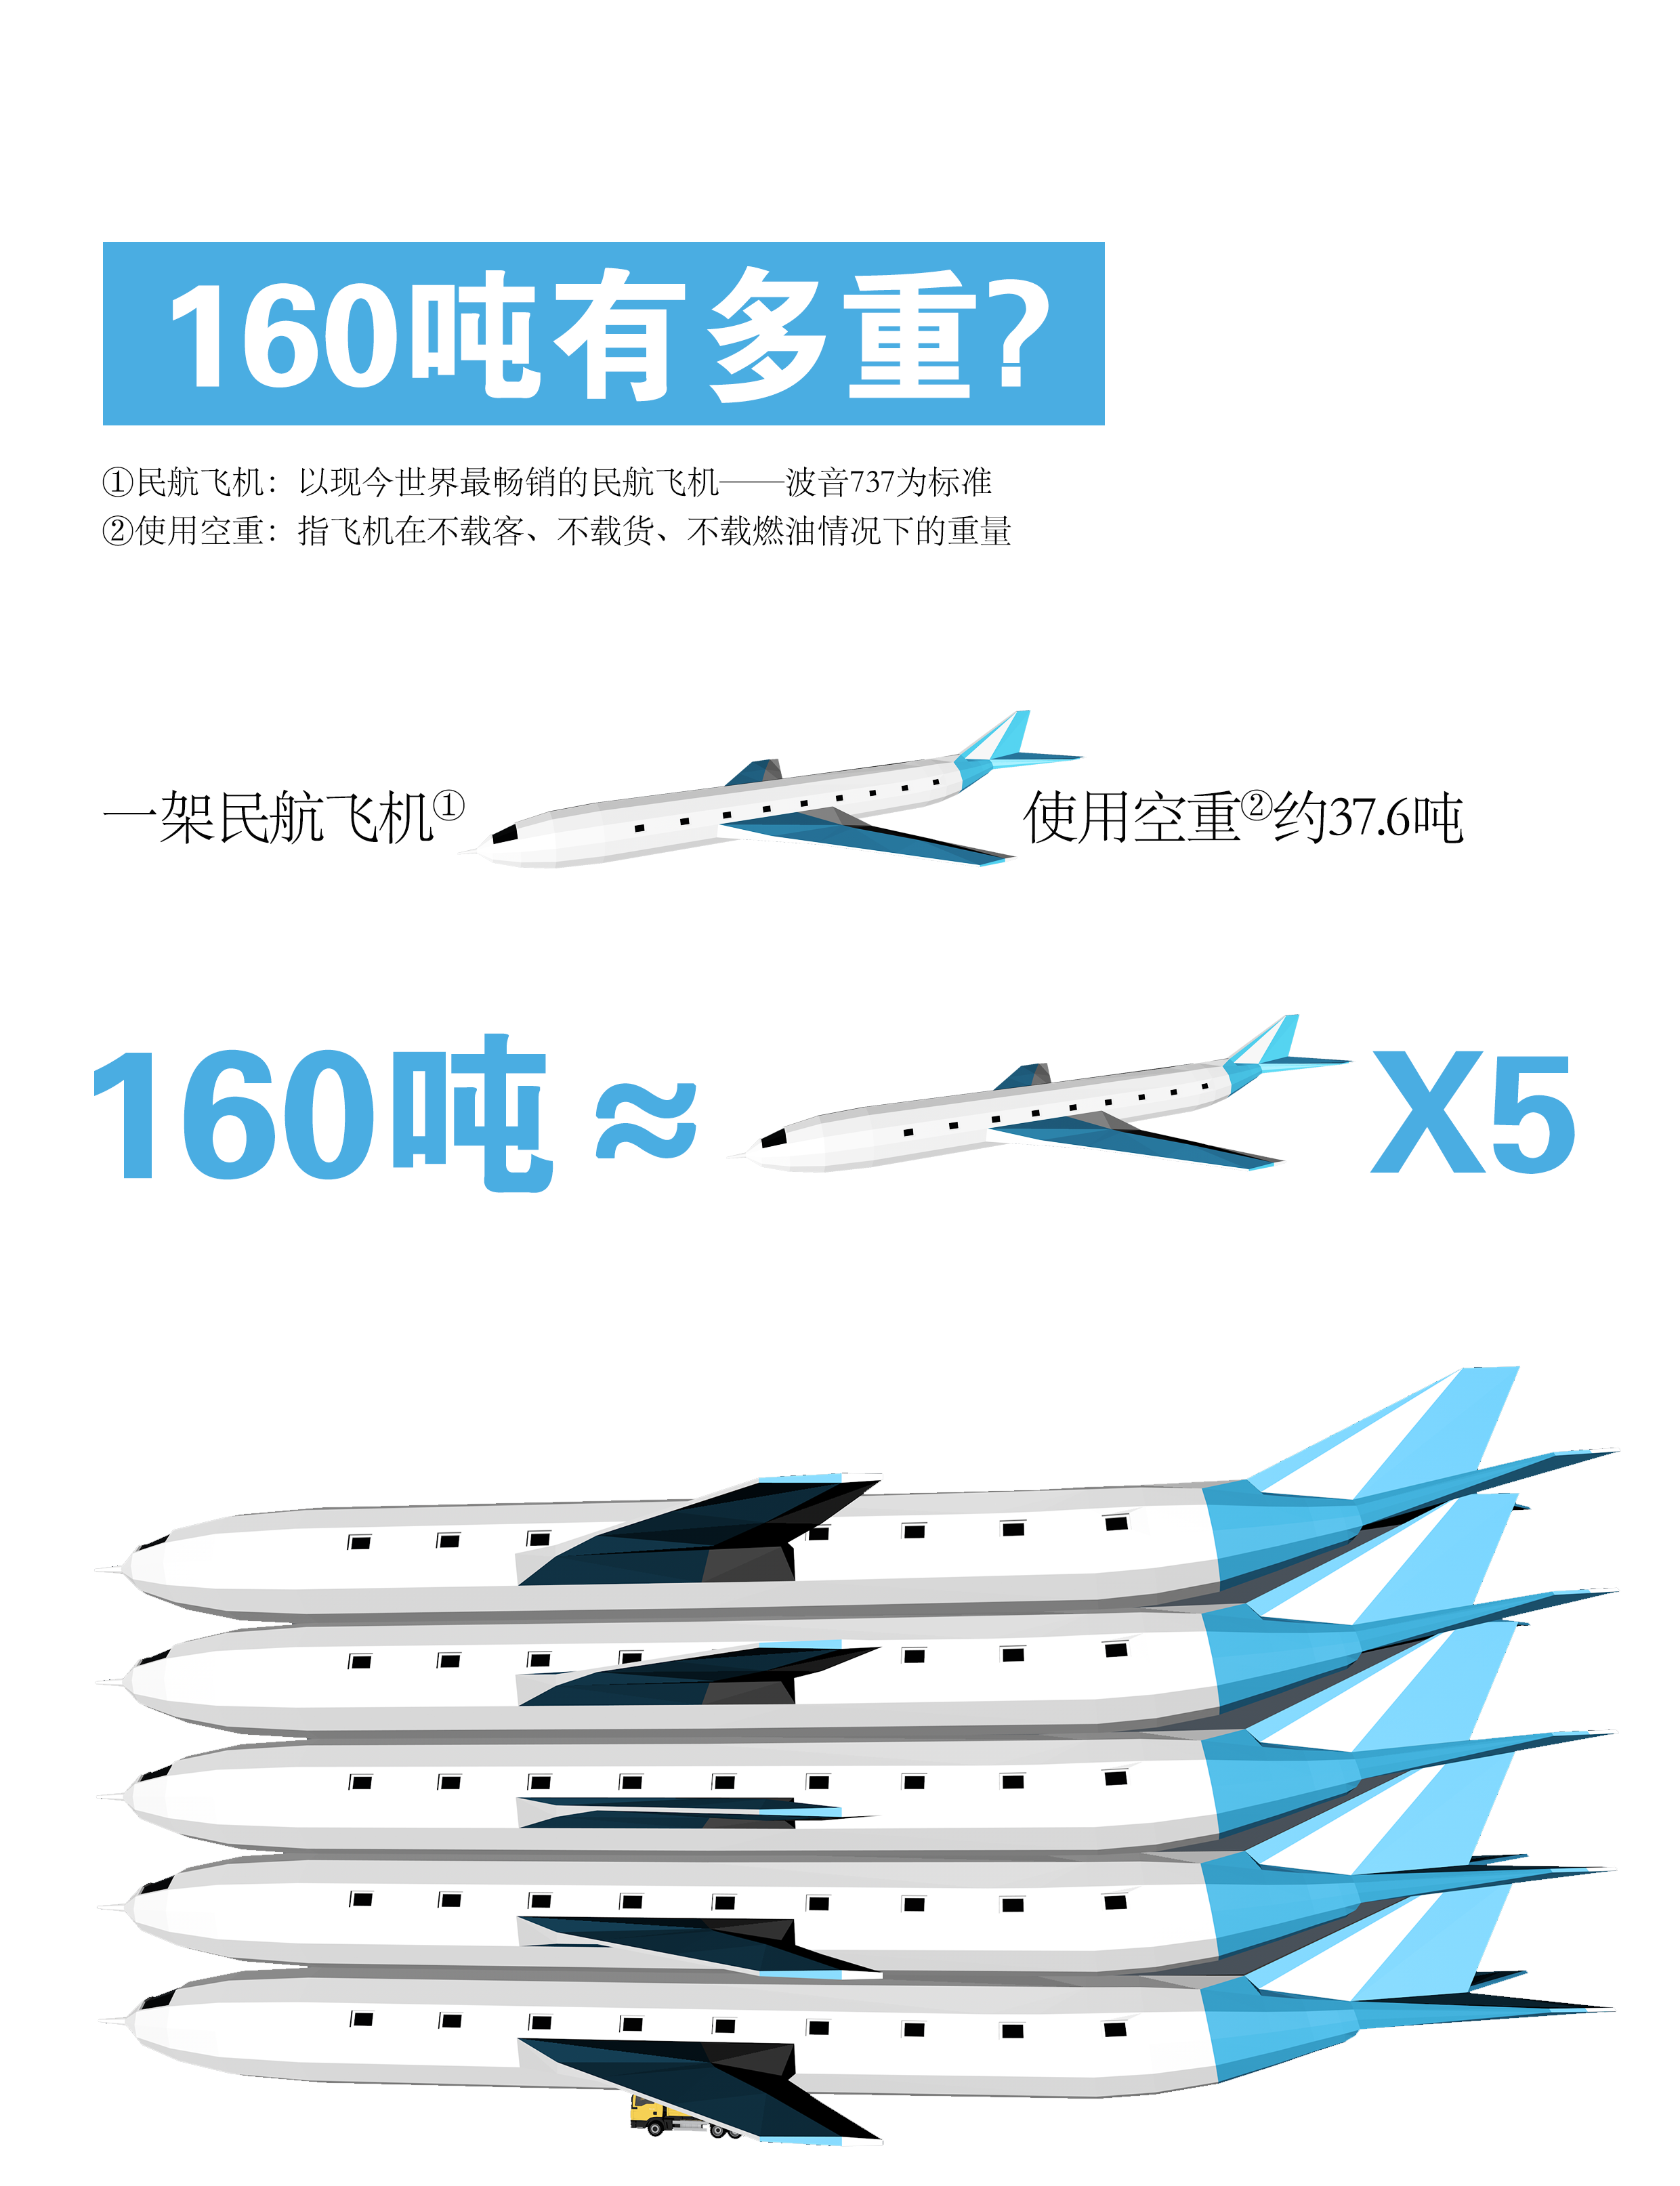 160吨有多重?
①民航飞机：以现今世界最畅销的民航飞机——波音737为标准
②使用空重：指飞机在不载客、不载货、不载燃油情况下的重量
一架民航飞机① 使用空重②约37.6吨
160吨≈ X5